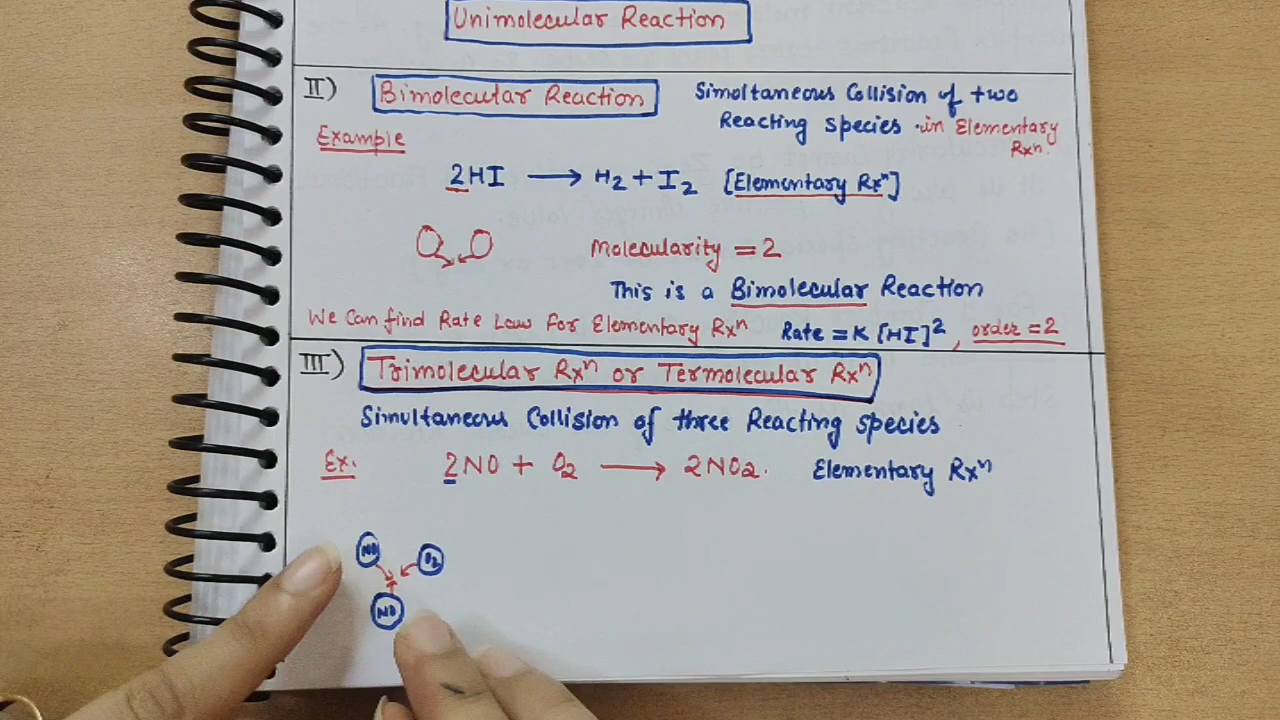 Unimolecular Reaction
II) Bimolecular Reaction Simultaneous Collision of two
Reacting species in Elementary
Rxn.
Example
2HI ⟶ H₂ + I₂ [Elementary Rxⁿ]
Molecularity = 2
This is a Bimolecular Reaction
We Can find Rate Law For Elementary Rxⁿ Rate = K [HI]², order = 2
III) Trimolecular Rxⁿ or Termolecular Rxⁿ
Simultaneous Collision of three Reacting species
Ex. 2NO + O₂ ⟶ 2NO₂. Elementary Rxⁿ
NO O₂
NO